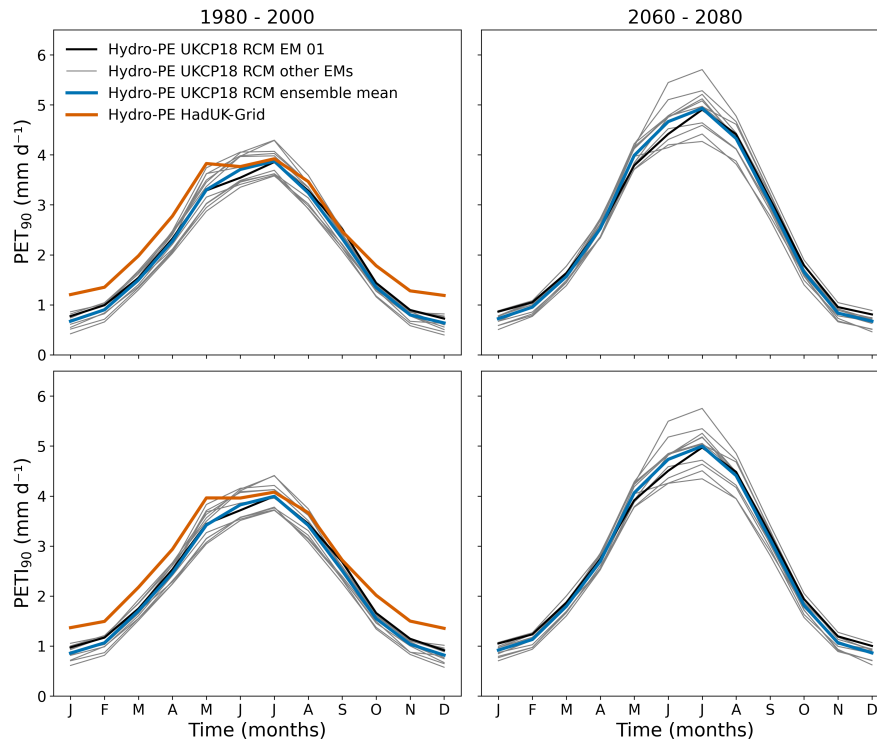 1980 - 2000
2060 - 2080
Hydro-PE UKCP18 RCM EM 01
Hydro-PE UKCP18 RCM other EMs
Hydro-PE UKCP18 RCM ensemble mean
Hydro-PE HadUK-Grid
PET₉₀ (mm d⁻¹)
6
5
4
3
2
1
0
PETI₉₀ (mm d⁻¹)
6
5
4
3
2
1
0
J F M A M J J A S O N D
J F M A M J J A S O N D
Time (months)
Time (months)